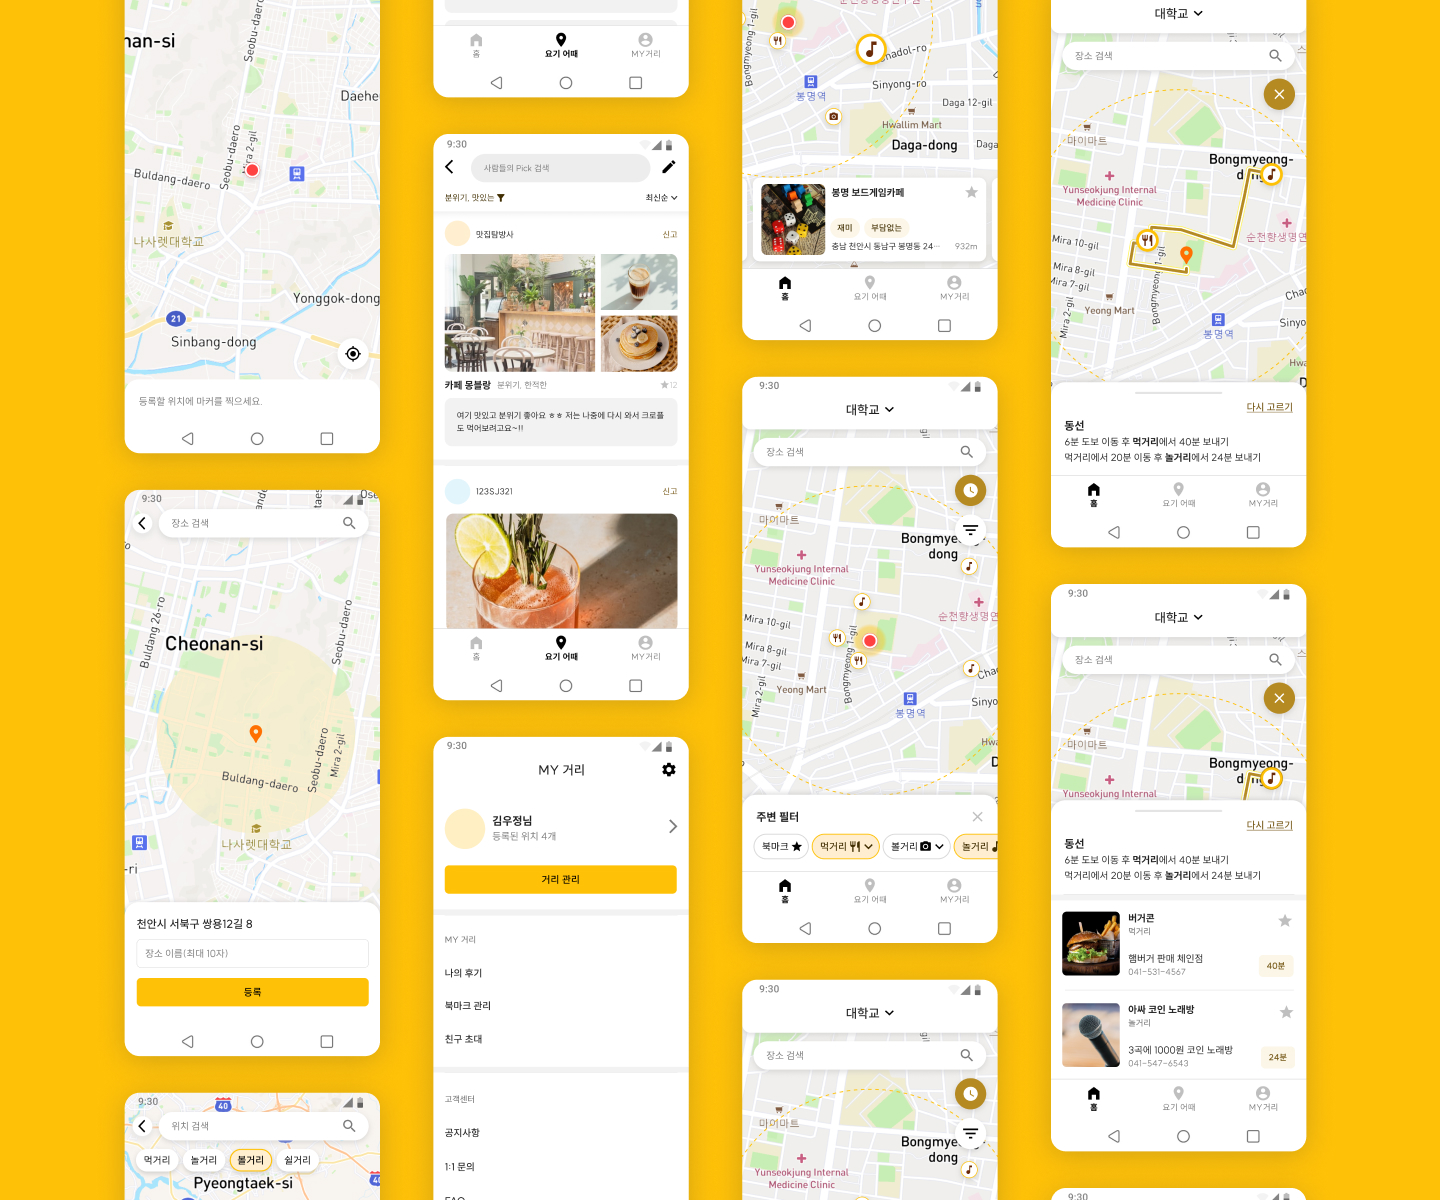 nan-si
Seobu-daero
Daehe
Seobu-daero
Mira 2-gil
Buldang-daero
나사렛대학교
Yonggok-dong
21
Sinbang-dong
등록할 위치에 마커를 찍으세요.
9:30
장소 검색
Buldang 26-ro
Cheonan-si
Seobu-daero
Seobu-daero
Mira 2-gil
Buldang-daero
나사렛대학교
-ri
천안시 서북구 쌍용12길 8
장소 이름(최대 10자)
등록
9:30
40
위치 검색
먹거리
놀거리
볼거리
쉴거리
Pyeongtaek-si
홈
요기 어때
MY거리
9:30
사람들의 Pick 검색
분위기, 맛있는
최신순
맛집탐방사
신고
카페 몽블랑 분위기, 한적한
12
여기 맛있고 분위기 좋아요 ㅎㅎ 저는 나중에 다시 와서 크로플
도 먹어보려고요~!!
123SJ321
신고
홈
요기 어때
MY거리
9:30
MY 거리
김우정님
등록된 위치 4개
거리 관리
MY 거리
나의 후기
북마크 관리
친구 초대
고객센터
공지사항
1:1 문의
FAQ
Bongmyeong 1-gil
nadol-ro
Sinyong-ro
봉명역
Daga 12-gil
Hwallim Mart
Daga-dong
Daga
봉명 보드게임카페
재미
부담없는
충남 천안시 동남구 봉명동 24…
932m
홈
요기 어때
MY거리
9:30
대학교
장소 검색
마이마트
Bongmyeong-
dong
Yunseokjung Internal
Medicine Clinic
순천향생명연
Mira 8-gil
Mira 7-gil
Bongmyeong 1-gil
Yeong Mart
Mira 2-gil
Chao
Sinyo
봉명역
Hwa
D
주변 필터
북마크
먹거리
볼거리
놀거리
홈
요기 어때
MY거리
9:30
대학교
장소 검색
마이마트
Bongmye
dong
Yunseokjung Internal
Medicine Clinic
대학교
장소 검색
마이마트
Bongmyeong-
Yunseokjung Internal
Medicine Clinic
순천향생명연
Mira 10-gil
Mira 8-gil
Mira 7-gil
Bongmyeong 1-gil
Yeong Mart
Mira 2-gil
Chao
Sinyo
봉명역
D
다시 고르기
동선
6분 도보 이동 후 먹거리에서 40분 보내기
먹거리에서 20분 이동 후 놀거리에서 24분 보내기
홈
요기 어때
MY거리
9:30
대학교
장소 검색
마이마트
Bongmyeong-
Yunseokjung Internal
다시 고르기
동선
6분 도보 이동 후 먹거리에서 40분 보내기
먹거리에서 20분 이동 후 놀거리에서 24분 보내기
버거콘
먹거리
햄버거 판매 체인점
041-531-4567
40분
아싸 코인 노래방
놀거리
3곡에 1000원 코인 노래방
041-547-6543
24분
홈
요기 어때
MY거리
9:30